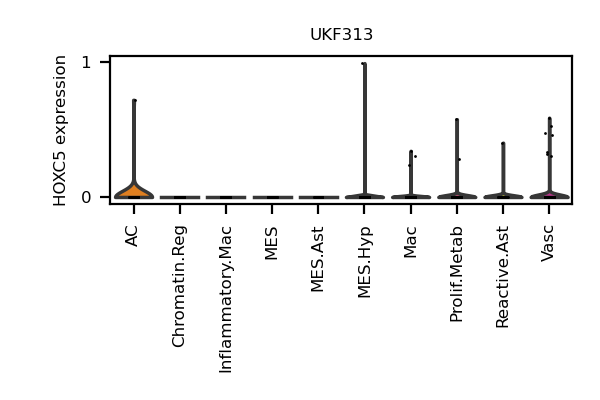 UKF313
HOXC5 expression
1
0
AC
Chromatin.Reg
Inflammatory.Mac
MES
MES.Ast
MES.Hyp
Mac
Prolif.Metab
Reactive.Ast
Vasc